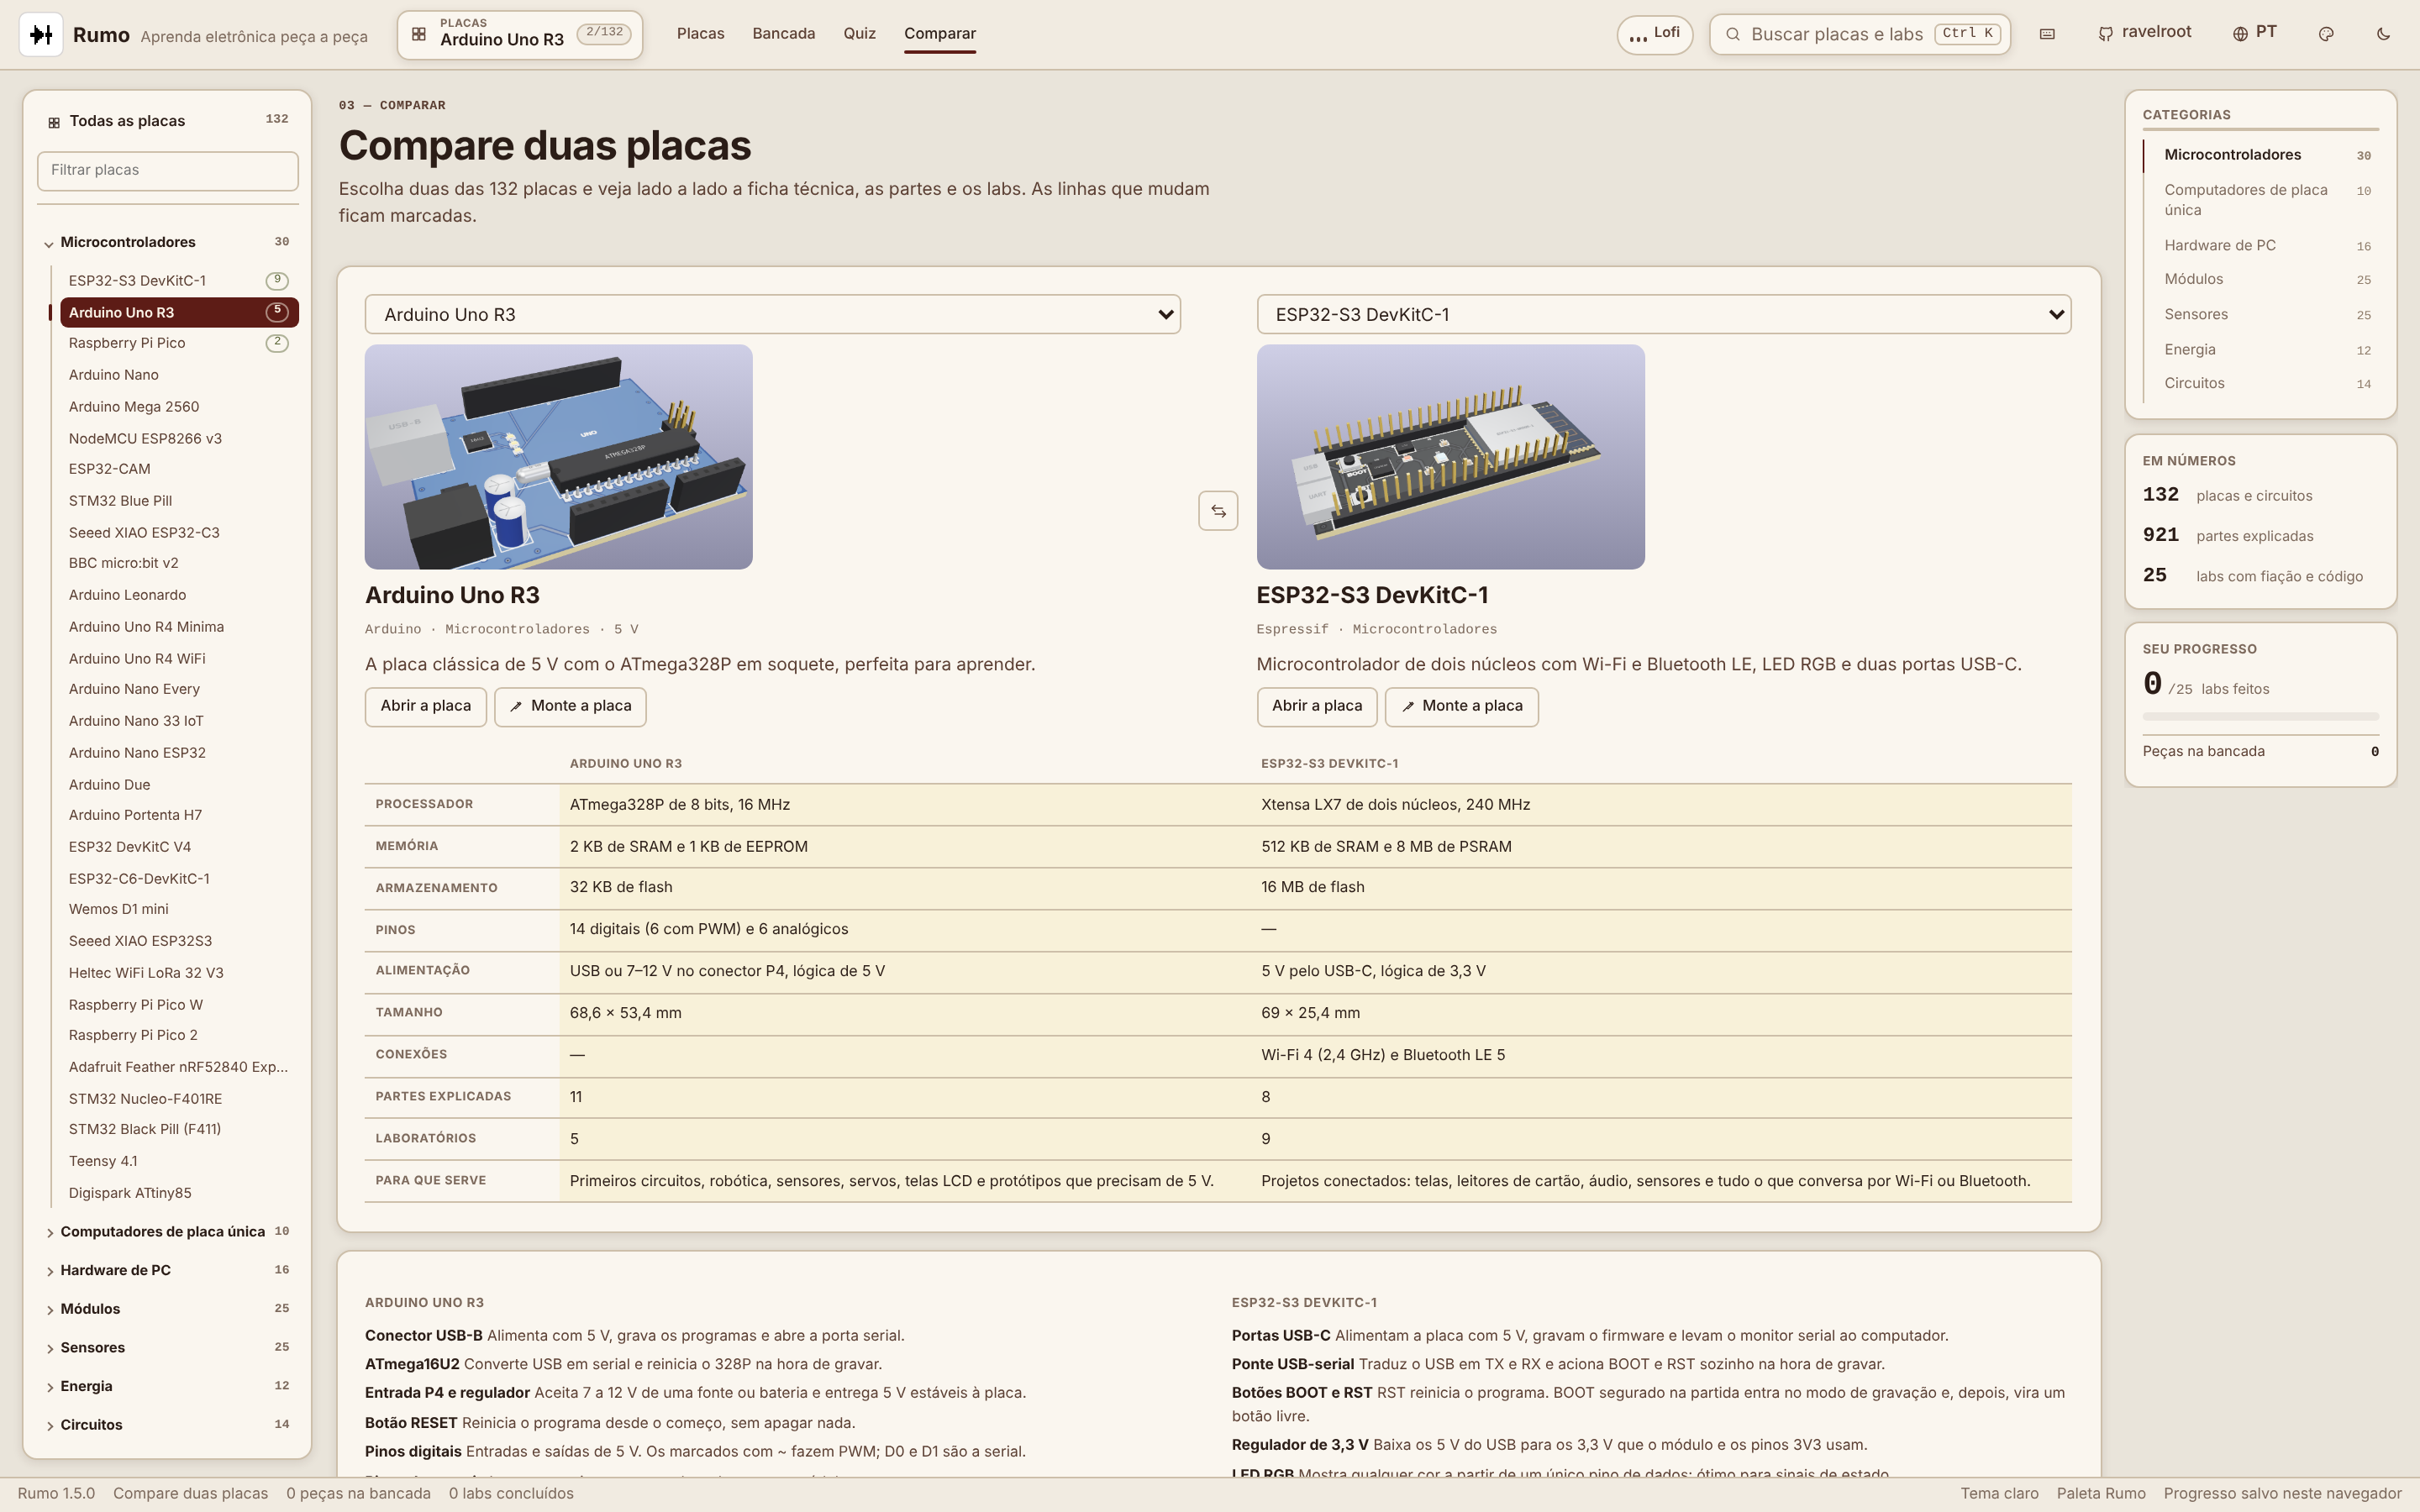 Rumo Aprenda eletrônica peça a peça
PLACAS
Arduino Uno R3 2/132
Placas Bancada Quiz Comparar
Lofi
Buscar placas e labs Ctrl K
ravelroot
PT
Todas as placas 132
Filtrar placas
Microcontroladores 30
ESP32-S3 DevKitC-1 9
Arduino Uno R3 5
Raspberry Pi Pico 2
Arduino Nano
Arduino Mega 2560
NodeMCU ESP8266 v3
ESP32-CAM
STM32 Blue Pill
Seeed XIAO ESP32-C3
BBC micro:bit v2
Arduino Leonardo
Arduino Uno R4 Minima
Arduino Uno R4 WiFi
Arduino Nano Every
Arduino Nano 33 IoT
Arduino Nano ESP32
Arduino Due
Arduino Portenta H7
ESP32 DevKitC V4
ESP32-C6-DevKitC-1
Wemos D1 mini
Seeed XIAO ESP32S3
Heltec WiFi LoRa 32 V3
Raspberry Pi Pico W
Raspberry Pi Pico 2
Adafruit Feather nRF52840 Exp...
STM32 Nucleo-F401RE
STM32 Black Pill (F411)
Teensy 4.1
Digispark ATtiny85
Computadores de placa única 10
Hardware de PC 16
Módulos 25
Sensores 25
Energia 12
Circuitos 14
03 — COMPARAR
Compare duas placas
Escolha duas das 132 placas e veja lado a lado a ficha técnica, as partes e os labs. As linhas que mudam
ficam marcadas.
Arduino Uno R3
ESP32-S3 DevKitC-1
USB-B
UNO
ATMEGA328P
USB
UART
BOOT
Arduino Uno R3
Arduino · Microcontroladores · 5 V
A placa clássica de 5 V com o ATmega328P em soquete, perfeita para aprender.
Abrir a placa Monte a placa
ESP32-S3 DevKitC-1
Espressif · Microcontroladores
Microcontrolador de dois núcleos com Wi-Fi e Bluetooth LE, LED RGB e duas portas USB-C.
Abrir a placa Monte a placa
ARDUINO UNO R3 ESP32-S3 DEVKITC-1
PROCESSADOR ATmega328P de 8 bits, 16 MHz Xtensa LX7 de dois núcleos, 240 MHz
MEMÓRIA 2 KB de SRAM e 1 KB de EEPROM 512 KB de SRAM e 8 MB de PSRAM
ARMAZENAMENTO 32 KB de flash 16 MB de flash
PINOS 14 digitais (6 com PWM) e 6 analógicos —
ALIMENTAÇÃO USB ou 7–12 V no conector P4, lógica de 5 V 5 V pelo USB-C, lógica de 3,3 V
TAMANHO 68,6 × 53,4 mm 69 × 25,4 mm
CONEXÕES — Wi-Fi 4 (2,4 GHz) e Bluetooth LE 5
PARTES EXPLICADAS 11 8
LABORATÓRIOS 5 9
PARA QUE SERVE Primeiros circuitos, robótica, sensores, servos, telas LCD e protótipos que precisam de 5 V. Projetos conectados: telas, leitores de cartão, áudio, sensores e tudo o que conversa por Wi-Fi ou Bluetooth.
ARDUINO UNO R3
Conector USB-B Alimenta com 5 V, grava os programas e abre a porta serial.
ATmega16U2 Converte USB em serial e reinicia o 328P na hora de gravar.
Entrada P4 e regulador Aceita 7 a 12 V de uma fonte ou bateria e entrega 5 V estáveis à placa.
Botão RESET Reinicia o programa desde o começo, sem apagar nada.
Pinos digitais Entradas e saídas de 5 V. Os marcados com ~ fazem PWM; D0 e D1 são a serial.
ESP32-S3 DEVKITC-1
Portas USB-C Alimentam a placa com 5 V, gravam o firmware e levam o monitor serial ao computador.
Ponte USB-serial Traduz o USB em TX e RX e aciona BOOT e RST sozinho na hora de gravar.
Botões BOOT e RST RST reinicia o programa. BOOT segurado na partida entra no modo de gravação e, depois, vira um
botão livre.
Regulador de 3,3 V Baixa os 5 V do USB para os 3,3 V que o módulo e os pinos 3V3 usam.
LED RGB Mostra qualquer cor a partir de um único pino de dados: ótimo para sinais de estado.
CATEGORIAS
Microcontroladores 30
Computadores de placa
única 10
Hardware de PC 16
Módulos 25
Sensores 25
Energia 12
Circuitos 14
EM NÚMEROS
132 placas e circuitos
921 partes explicadas
25 labs com fiação e código
SEU PROGRESSO
0 /25 labs feitos
Peças na bancada 0
Rumo 1.5.0 Compare duas placas 0 peças na bancada 0 labs concluídos
Tema claro Paleta Rumo Progresso salvo neste navegador